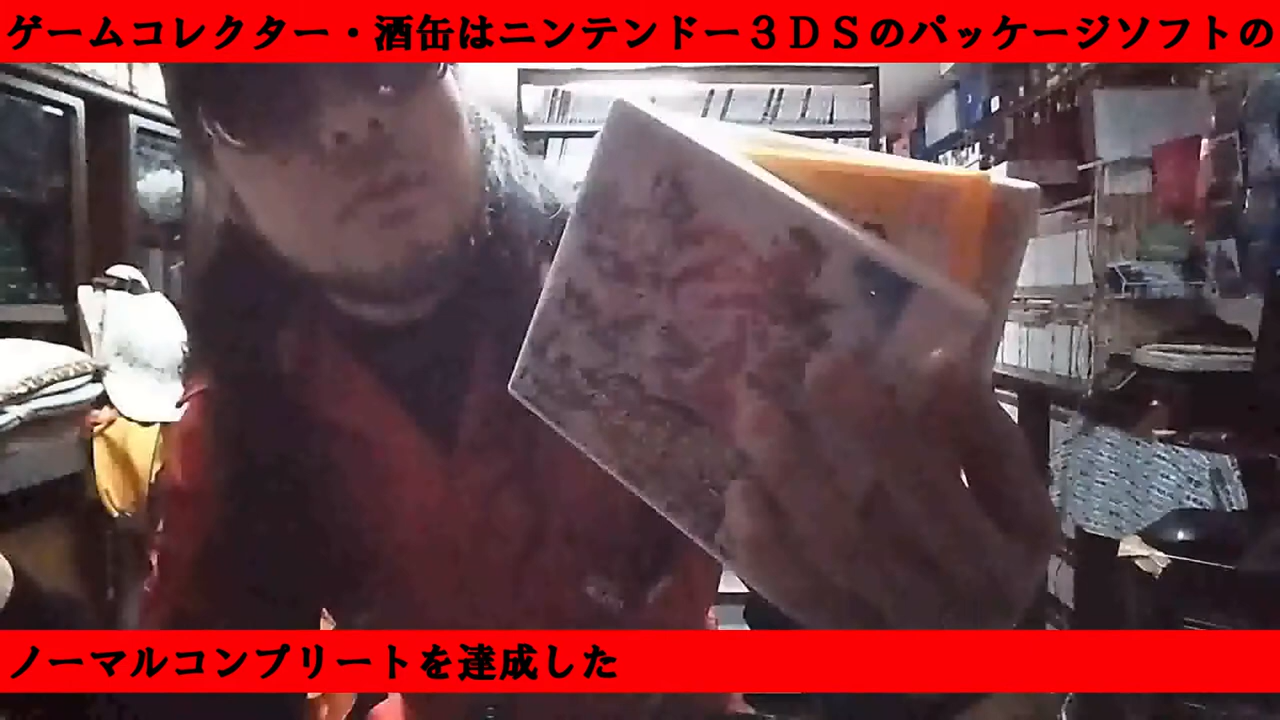 ゲームコレクター・酒缶はニンテンドー３ＤＳのパッケージソフトの
ノーマルコンプリートを達成した